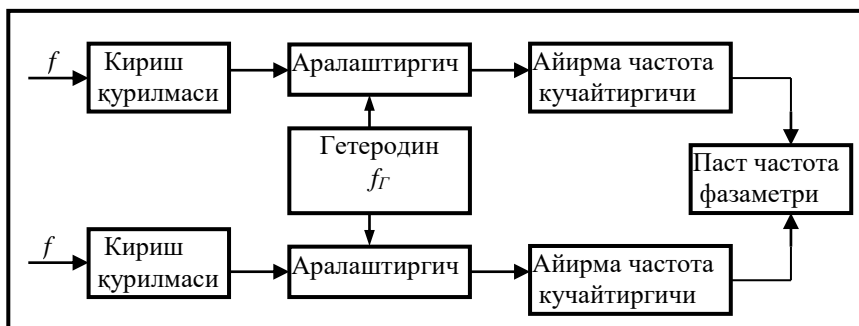 f
Кириш
қурилмаси
Аралаштиргич
Айирма частота
кучайтиргичи
Гетеродин
fГ
Паст частота
фазаметри
f
Кириш
қурилмаси
Аралаштиргич
Айирма частота
кучайтиргичи